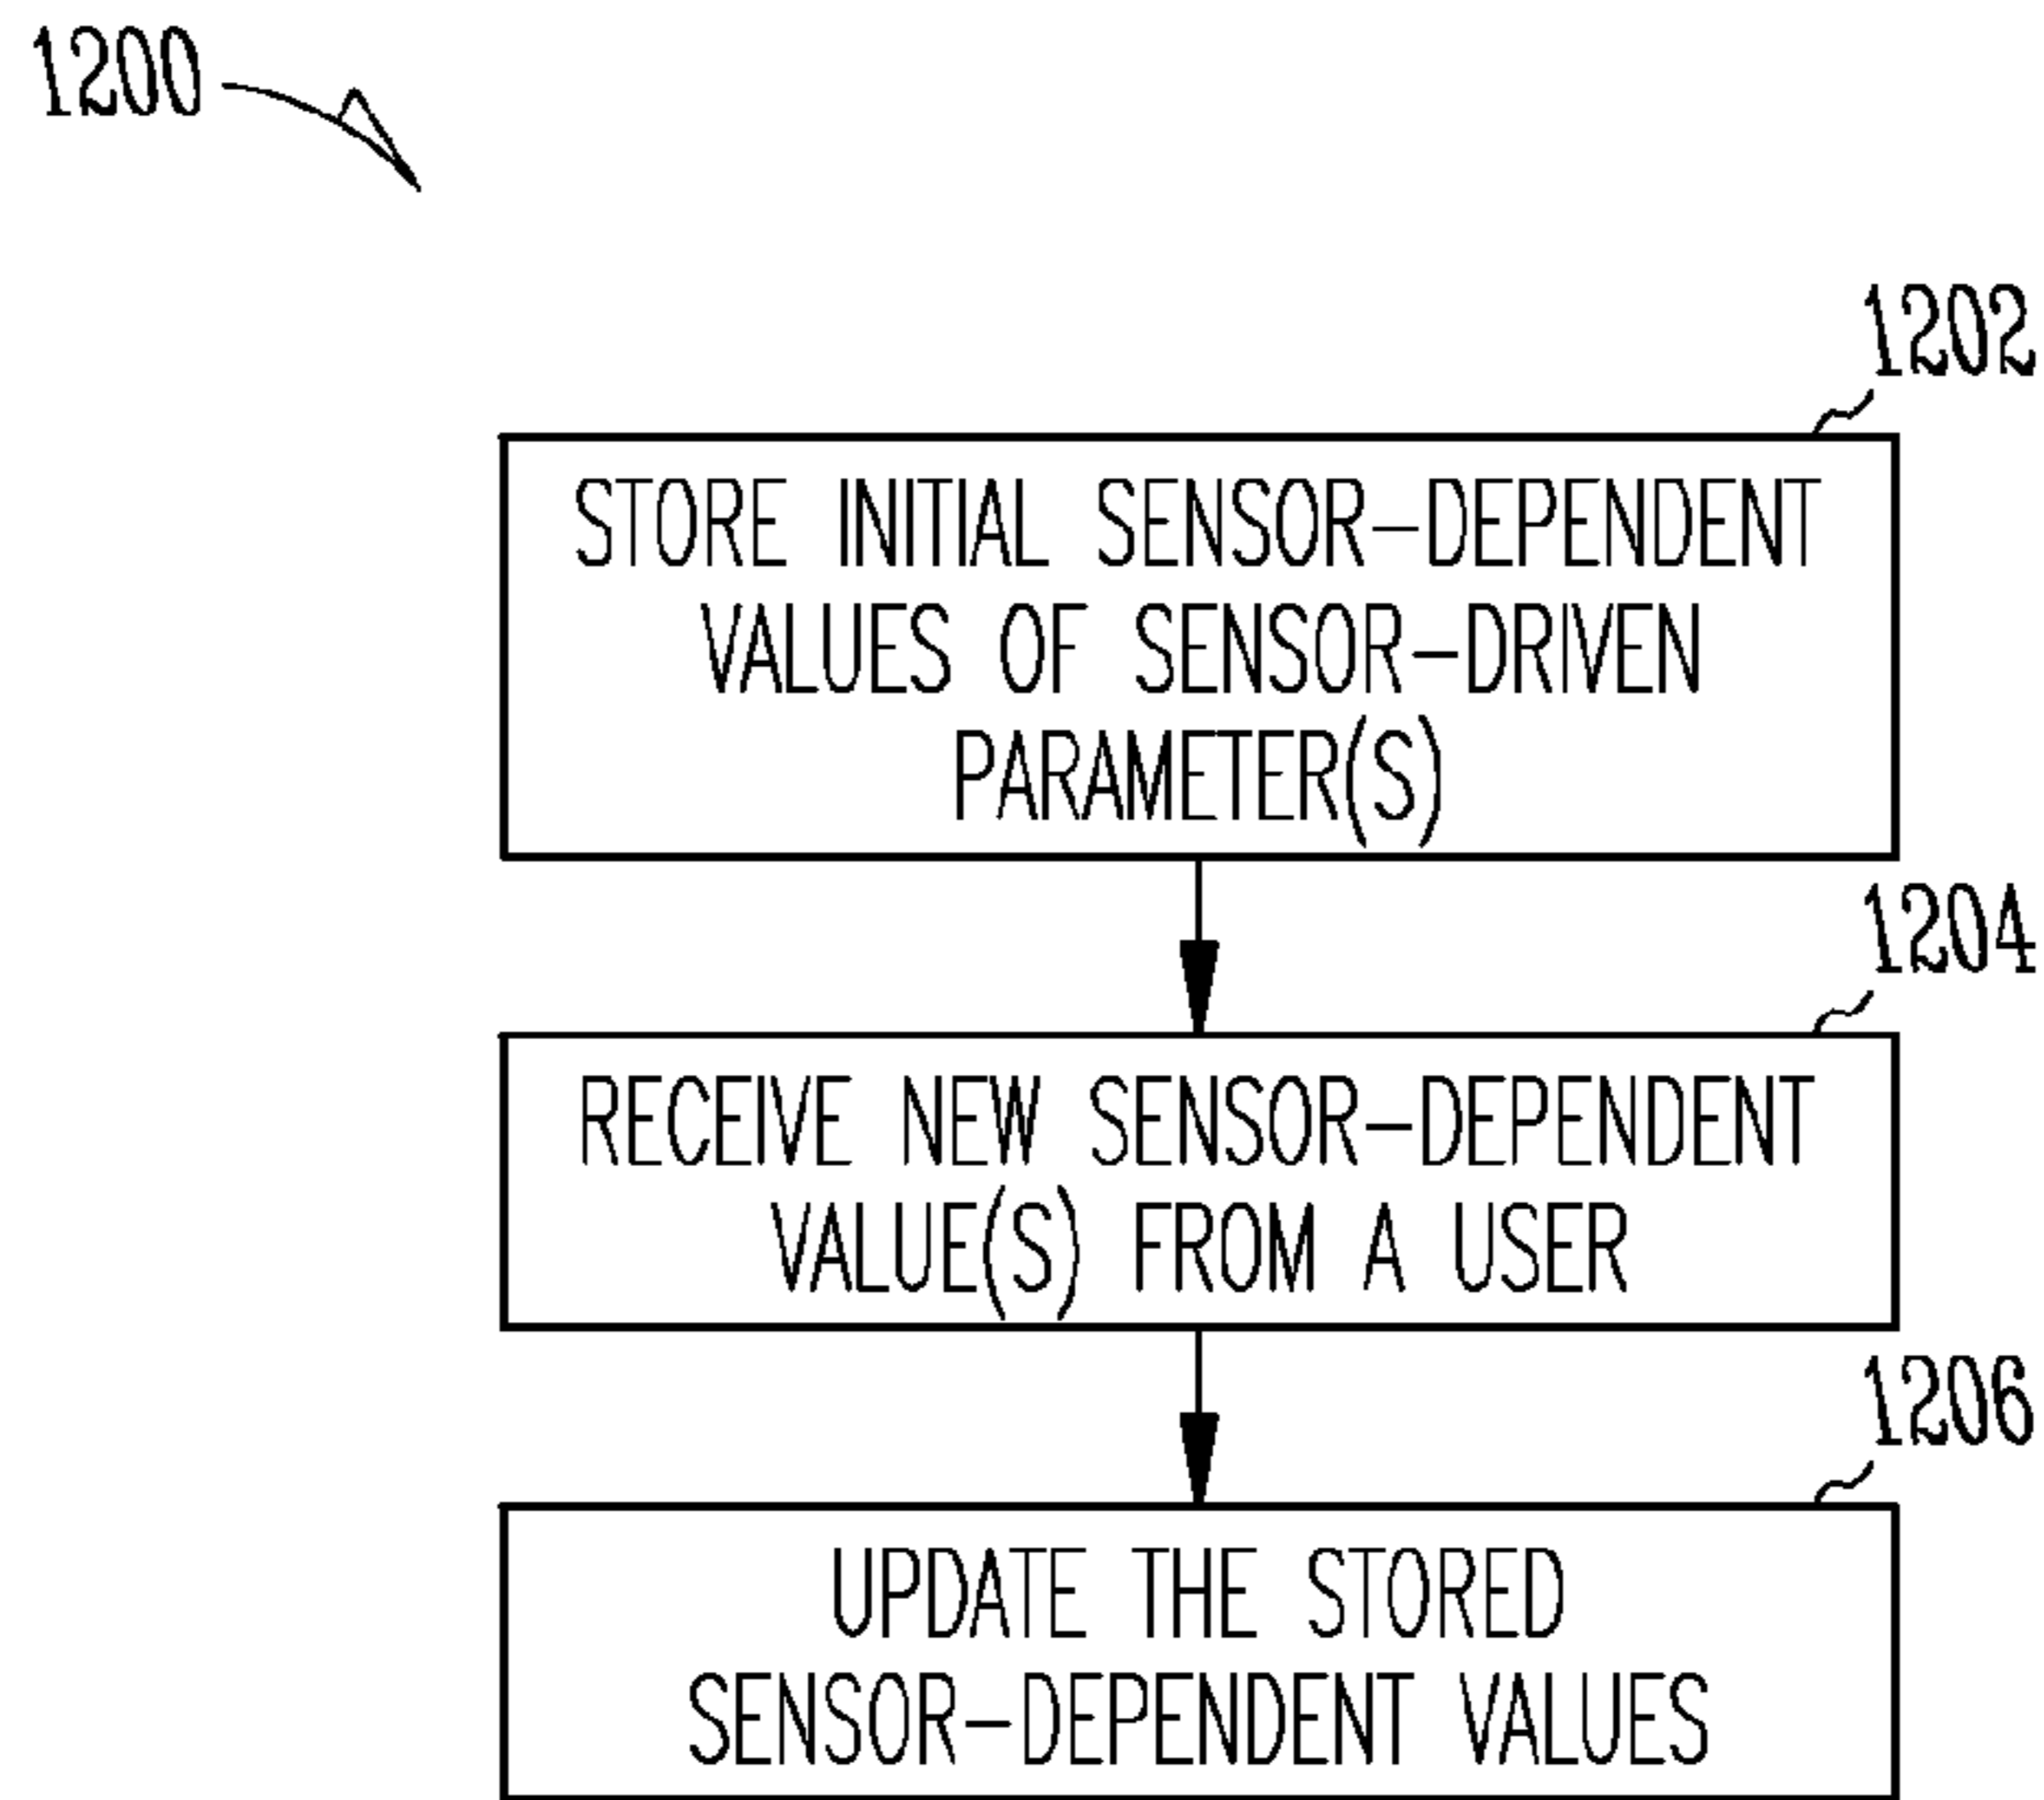 1200
1202
STORE INITIAL SENSOR-DEPENDENT
VALUES OF SENSOR-DRIVEN
PARAMETER(S)
1204
RECEIVE NEW SENSOR-DEPENDENT
VALUE(S) FROM A USER
1206
UPDATE THE STORED
SENSOR-DEPENDENT VALUES